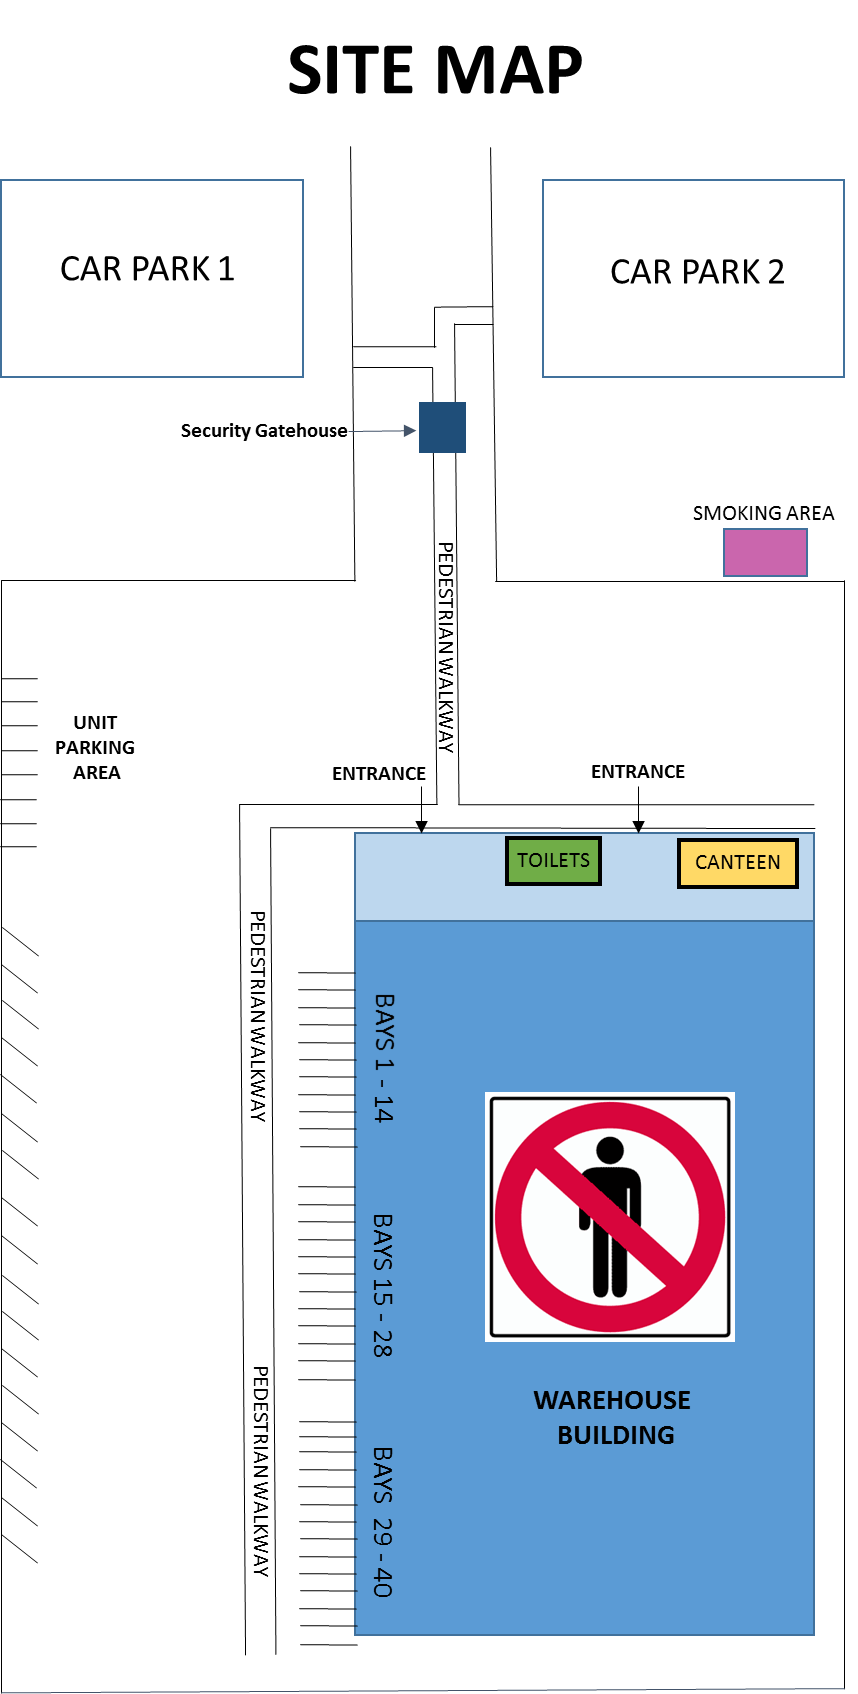 SITE MAP
CAR PARK 1
CAR PARK 2
Security Gatehouse
SMOKING AREA
PEDESTRIAN WALKWAY
UNIT
PARKING
AREA
ENTRANCE
ENTRANCE
TOILETS
CANTEEN
PEDESTRIAN WALKWAY
BAYS 1 - 14
BAYS 15 - 28
WAREHOUSE
BUILDING
PEDESTRIAN WALKWAY
BAYS 29 - 40